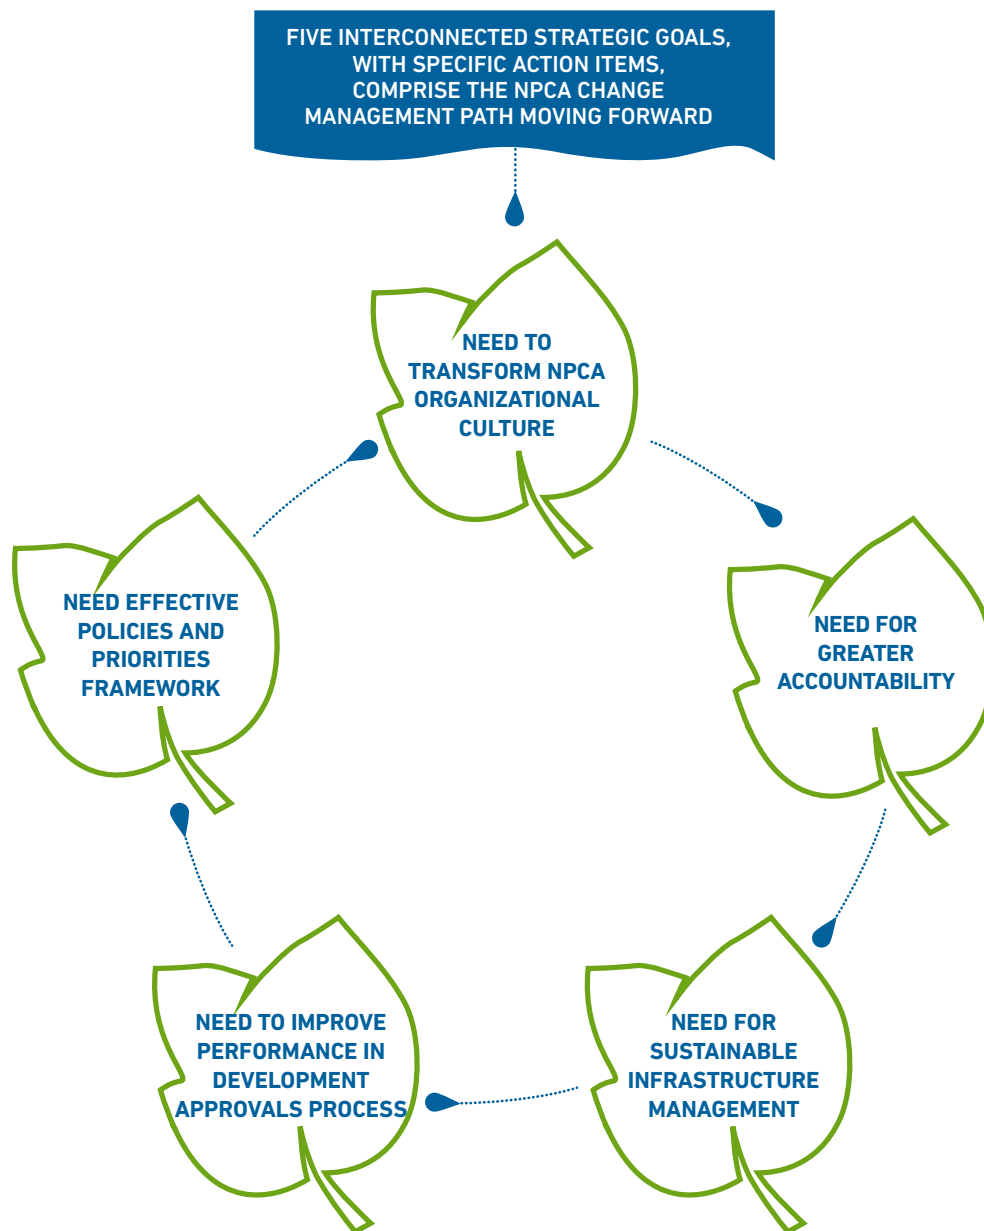 FIVE INTERCONNECTED STRATEGIC GOALS,
WITH SPECIFIC ACTION ITEMS,
COMPRISE THE NPCA CHANGE
MANAGEMENT PATH MOVING FORWARD
NEED TO
TRANSFORM NPCA
ORGANIZATIONAL
CULTURE
NEED FOR
GREATER
ACCOUNTABILITY
NEED FOR
SUSTAINABLE
INFRASTRUCTURE
MANAGEMENT
NEED TO IMPROVE
PERFORMANCE IN
DEVELOPMENT
APPROVALS PROCESS
NEED EFFECTIVE
POLICIES AND
PRIORITIES
FRAMEWORK